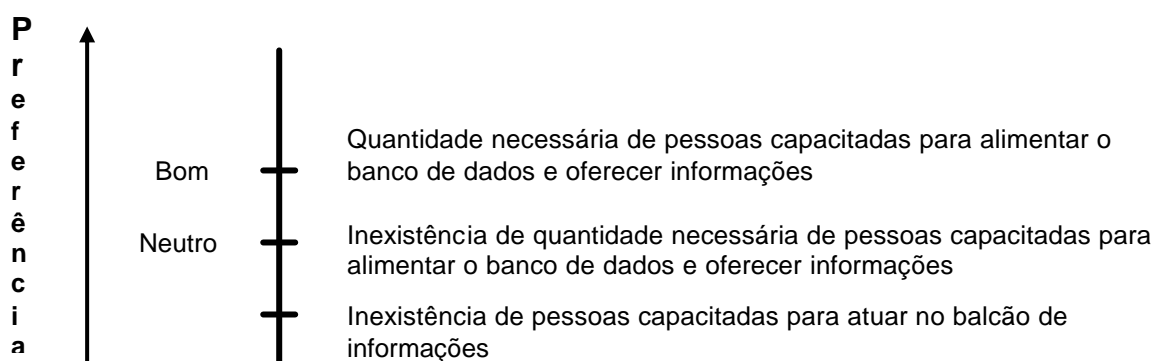 Preferência
Quantidade necessária de pessoas capacitadas para alimentar o
Bom
banco de dados e oferecer informações
Neutro
Inexistência de quantidade necessária de pessoas capacitadas para
alimentar o banco de dados e oferecer informações
Inexistência de pessoas capacitadas para atuar no balcão de
informações